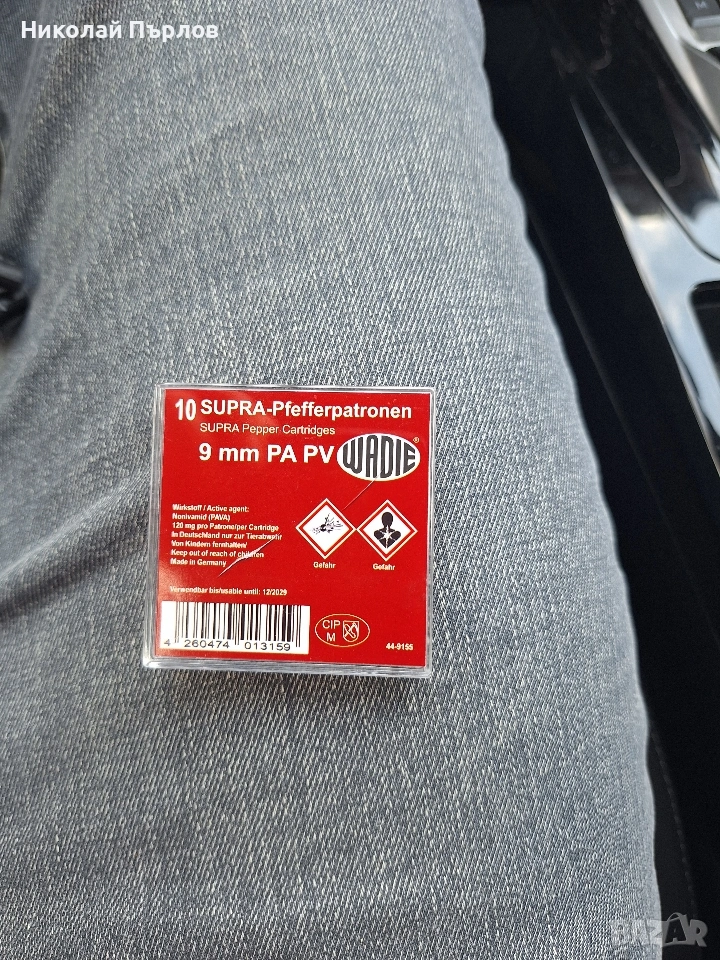 Николай Пърлов
10 SUPRA-Pfefferpatronen
SUPRA Pepper Cartridges
9 mm PA PV WADIE®
Wirkstoff / Active agent:
Nonivamid (PAVA)
120 mg pro Patrone/per Cartridge
In Deutschland nur zur Tierabwehr
Von Kindern fernhalten/
Keep out of reach of children
Made in Germany
Gefahr Gefahr
Verwendbar bis/usable until: 12/2029
4 260474 013159
CIP
M
44-9155
BAZAR